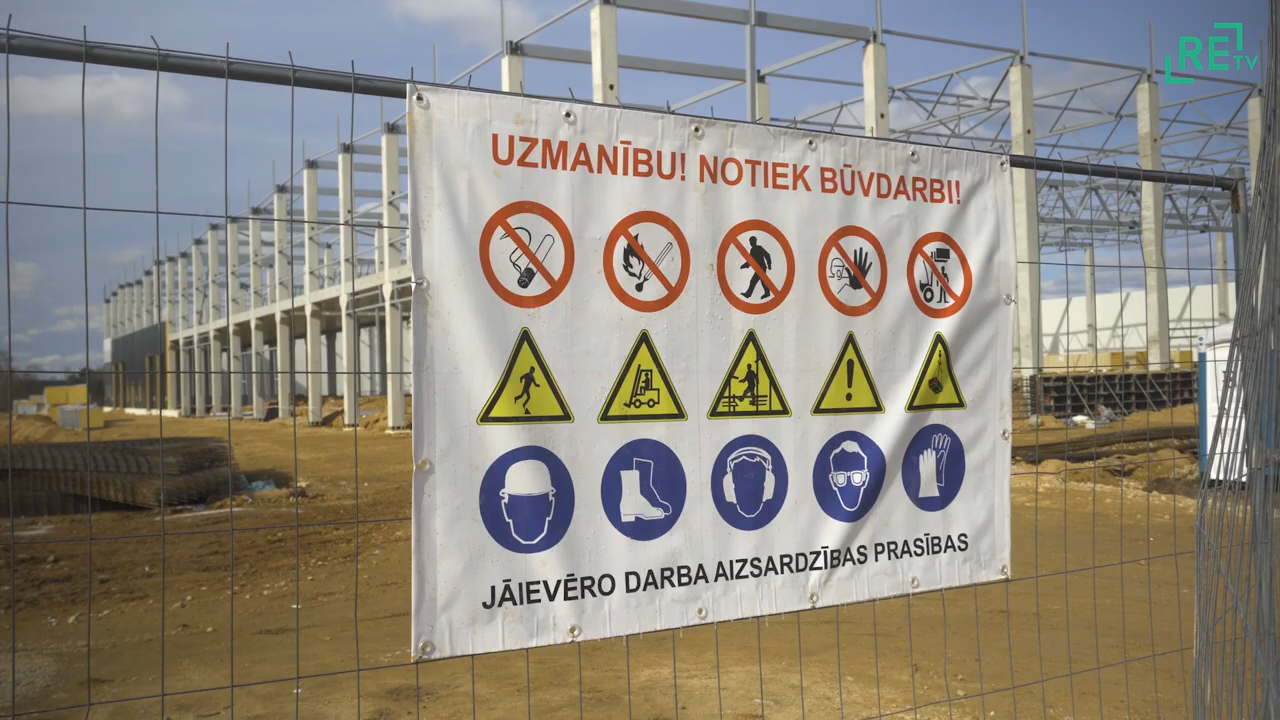 RE TV
UZMANĪBU! NOTIEK BŪVDARBI!
JĀIEVĒRO DARBA AIZSARDZĪBAS PRASĪBAS